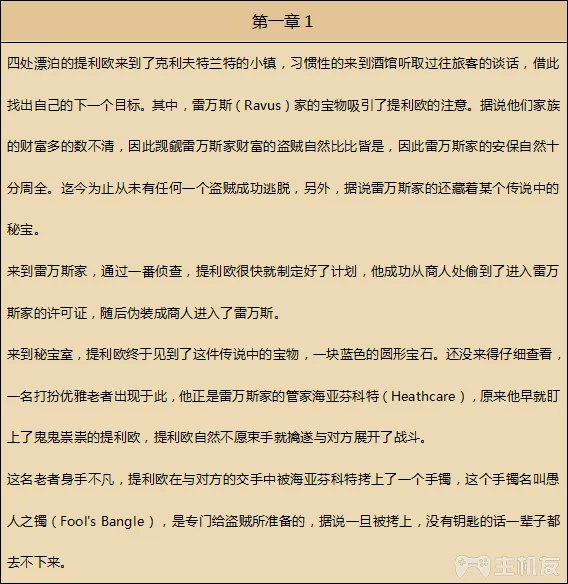 第一章 1
四处漂泊的提利欧来到了克利夫特兰特的小镇，习惯性的来到酒馆听取过往旅客的谈话，借此
找出自己的下一个目标。其中，雷万斯（Ravus）家的宝物吸引了提利欧的注意。据说他们家族
的财富多的数不清，因此觊觎雷万斯家财富的盗贼自然比比皆是，因此雷万斯家的安保自然十
分周全。迄今为止从未有任何一个盗贼成功逃脱，另外，据说雷万斯家的还藏着某个传说中的
秘宝。
来到雷万斯家，通过一番侦查，提利欧很快就制定好了计划，他成功从商人处偷到了进入雷万
斯家的许可证，随后伪装成商人进入了雷万斯。
来到秘宝室，提利欧终于见到了这件传说中的宝物，一块蓝色的圆形宝石。还没来得仔细查看，
一名打扮优雅老者出现于此，他正是雷万斯家的管家海亚芬科特（Heathcare），原来他早就盯
上了鬼鬼祟祟的提利欧，提利欧自然不愿束手就擒遂与对方展开了战斗。
这名老者身手不凡，提利欧在与对方的交手中被海亚芬科特拷上了一个手镯，这个手镯名叫愚
人之镯（Fool's Bangle），是专门给盗贼所准备的，据说一旦被拷上，没有钥匙的话一辈子都
去不下来。
主机友